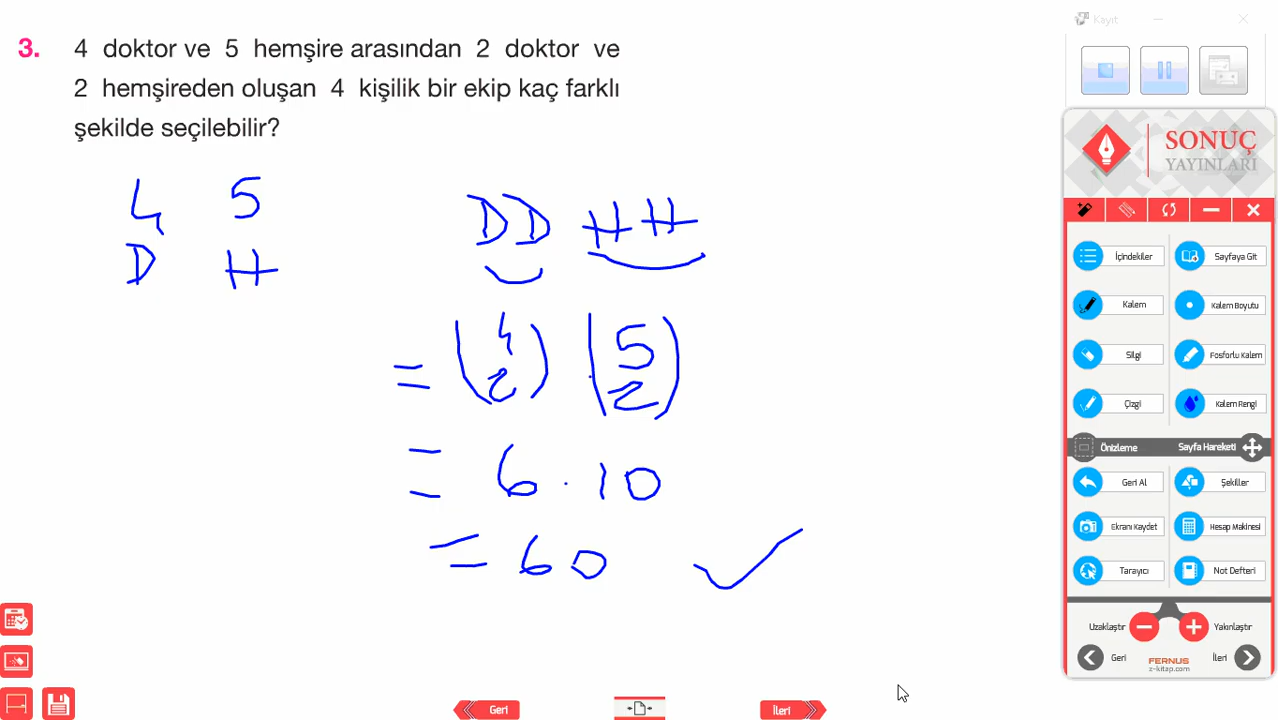 3. 4 doktor ve 5 hemşire arasından 2 doktor ve
2 hemşireden oluşan 4 kişilik bir ekip kaç farklı
şekilde seçilebilir?
4 5
D H
DD HH
= (4 2) (5 2)
= 6 · 10
= 60 ✓
Kayıt
SONUÇ
YAYINLARI
İçindekiler
Sayfaya Git
Kalem
Kalem Boyutu
Silgi
Fosforlu Kalem
Çizgi
Kalem Rengi
Önizleme
Sayfa Hareketi
Geri Al
Şekiller
Ekranı Kaydet
Hesap Makinesi
Tarayıcı
Not Defteri
Uzaklaştır
Yakınlaştır
Geri
FERNUS
z-kitap.com
İleri
Geri
İleri